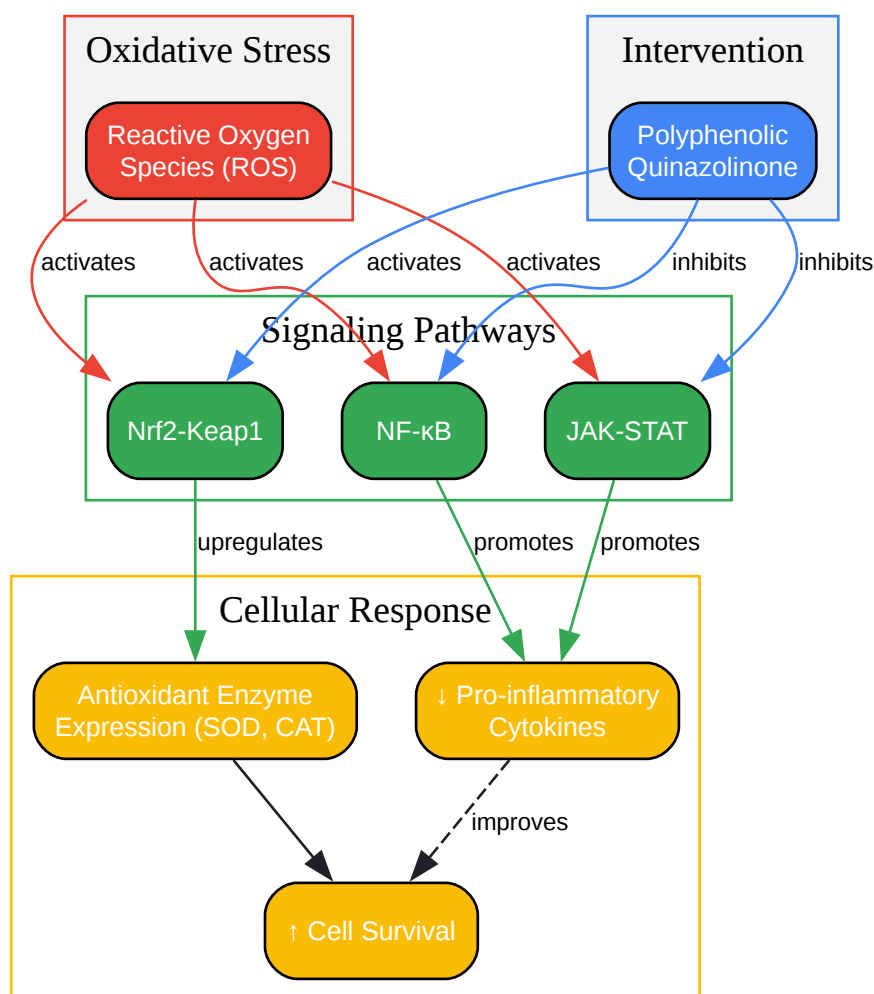 Oxidative Stress
Intervention
Reactive Oxygen
Species (ROS)
Polyphenolic
Quinazolinone
activates
activates
activates
activates
inhibits
inhibits
Signaling Pathways
Nrf2-Keap1
NF-κB
JAK-STAT
upregulates
promotes
promotes
Cellular Response
Antioxidant Enzyme
Expression (SOD, CAT)
↓ Pro-inflammatory
Cytokines
improves
↑ Cell Survival